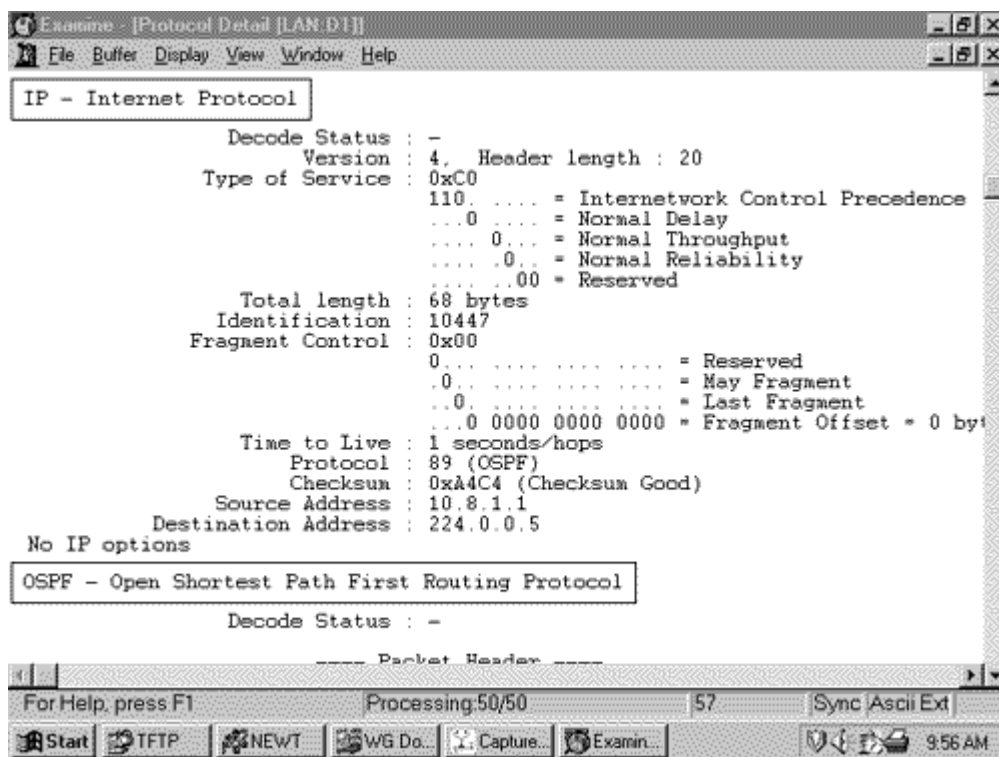 Examine - [Protocol Detail [LAN:D1]]
File Buffer Display View Window Help
IP - Internet Protocol
Decode Status : -
Version : 4, Header length : 20
Type of Service : 0xC0
110. .... = Internetwork Control Precedence
...0 .... = Normal Delay
.... 0... = Normal Throughput
.... .0.. = Normal Reliability
.... ..00 = Reserved
Total length : 68 bytes
Identification : 10447
Fragment Control : 0x00
0... .... .... .... = Reserved
.0.. .... .... .... = May Fragment
..0. .... .... .... = Last Fragment
...0 0000 0000 0000 = Fragment Offset = 0 byt
Time to Live : 1 seconds/hops
Protocol : 89 (OSPF)
Checksum : 0xA4C4 (Checksum Good)
Source Address : 10.8.1.1
Destination Address : 224.0.0.5
No IP options
OSPF - Open Shortest Path First Routing Protocol
Decode Status : -
---- Packet Header ----
For Help, press F1 Processing:50/50 57 Sync Ascii Ext
Start TFTP NEWT WG Do... Capture... Examin... 9:56 AM